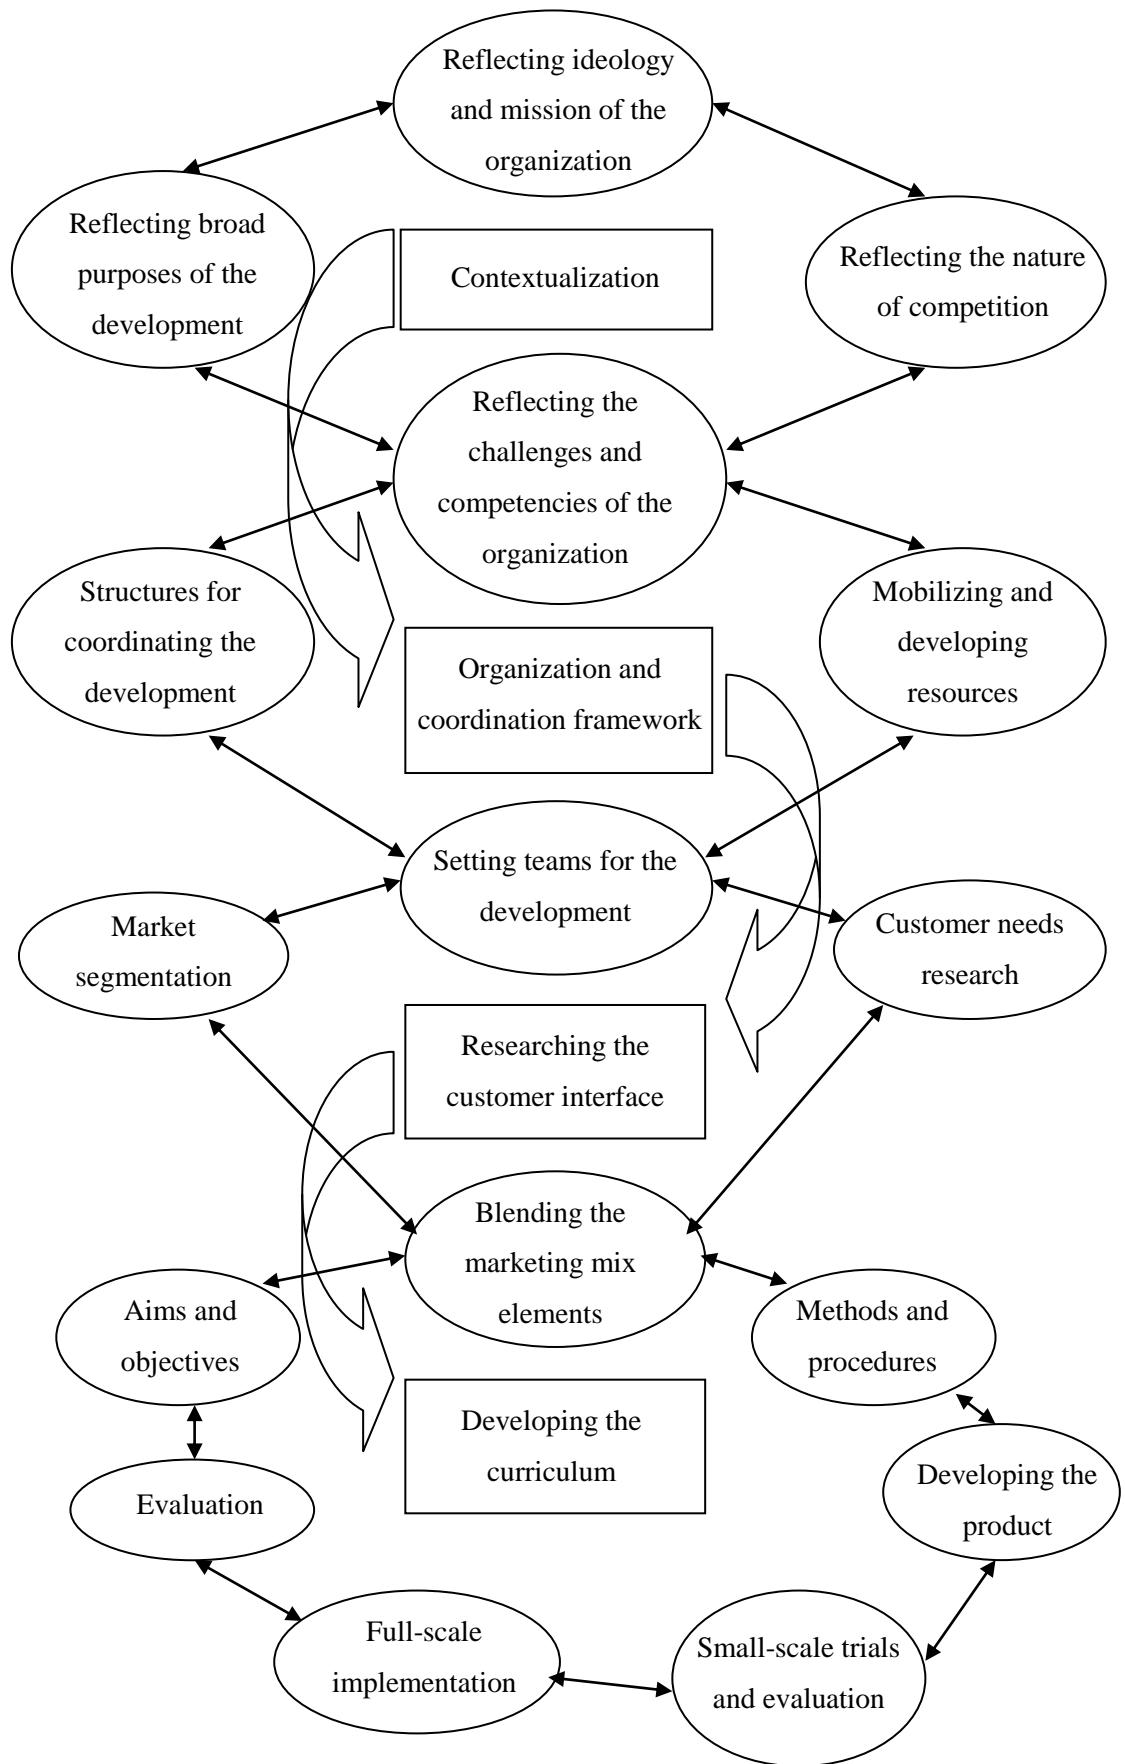 Reflecting ideology
and mission of the
organization
Reflecting broad
purposes of the
development
Contextualization
Reflecting the nature
of competition
Reflecting the
challenges and
competencies of the
organization
Structures for
coordinating the
development
Mobilizing and
developing
resources
Organization and
coordination framework
Setting teams for the
development
Market
segmentation
Customer needs
research
Researching the
customer interface
Blending the
marketing mix
elements
Aims and
objectives
Methods and
procedures
Developing the
curriculum
Developing the
product
Evaluation
Full-scale
implementation
Small-scale trials
and evaluation